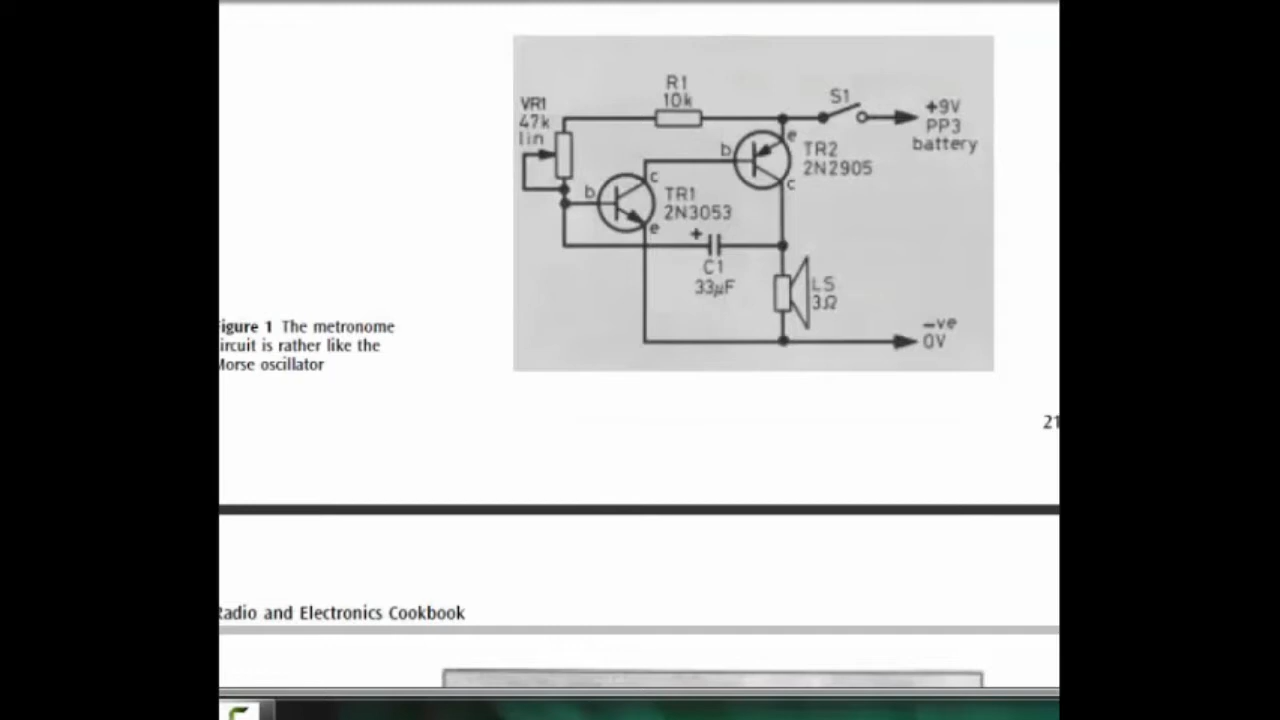 R1
10k
VR1
47k
lin
S1
+9V
PP3
battery
b
e
TR2
2N2905
c
b
c
TR1
2N3053
e
+
C1
33µF
LS
3Ω
-ve
0V
igure 1 The metronome
ircuit is rather like the
Morse oscillator
21
Radio and Electronics Cookbook